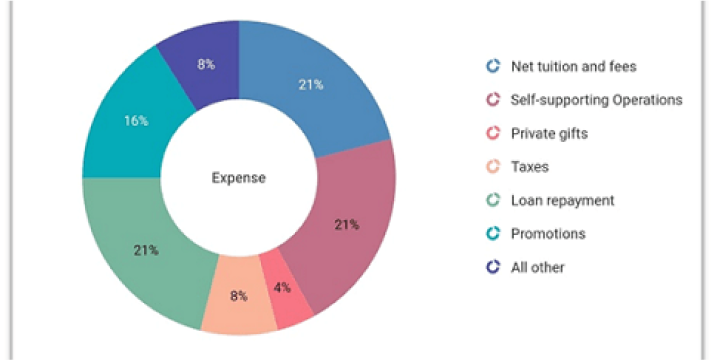 8%
21%
16%
Expense
21%
21%
4%
8%
Net tuition and fees
Self-supporting Operations
Private gifts
Taxes
Loan repayment
Promotions
All other